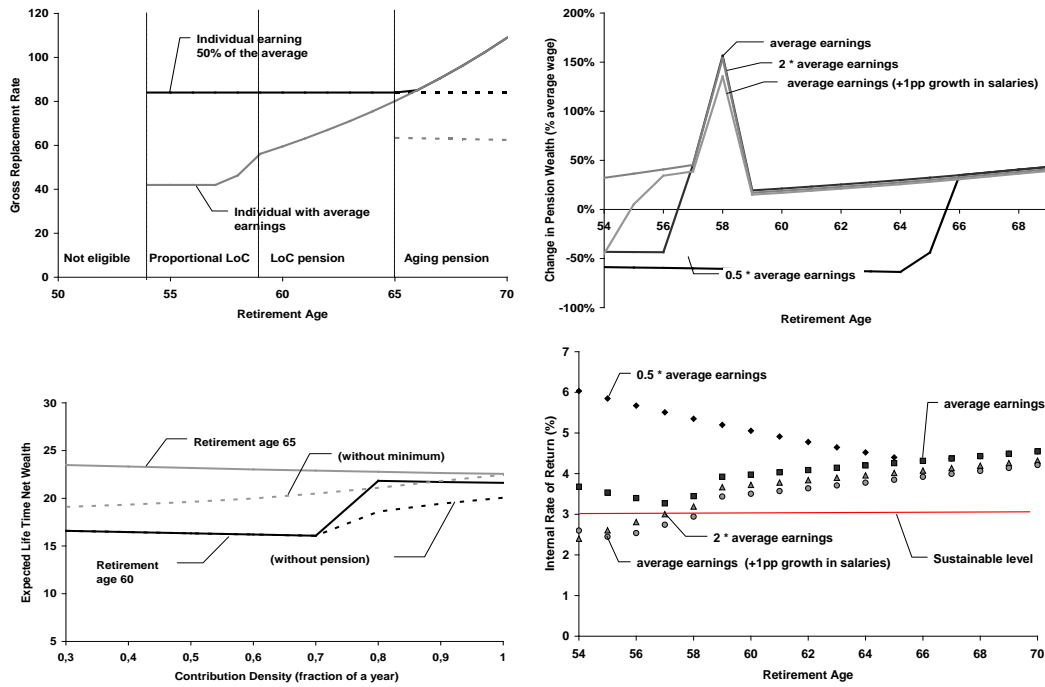 120
100
80
60
40
20
0
Gross Replacement Rate
Individual earning
50% of the average
Individual with average
earnings
Not eligible
Proportional LoC
LoC pension
Aging pension
50
55
60
65
70
Retirement Age
200%
150%
100%
50%
0%
-50%
-100%
Change in Pension Wealth (% average wage)
average earnings
2 * average earnings
average earnings (+1pp growth in salaries)
54
56
58
60
62
64
66
68
0.5 * average earnings
Retirement Age
30
25
20
15
10
5
Expected Life Time Net Wealth
Retirement age 65
(without minimum)
Retirement
age 60
(without pension)
0,3
0,4
0,5
0,6
0,7
0,8
0,9
1
Contribution Density (fraction of a year)
7
6
5
4
3
2
1
0
Internal Rate of Return (%)
0.5 * average earnings
average earnings
2 * average earnings
average earnings (+1pp growth in salaries)
Sustainable level
54
56
58
60
62
64
66
68
70
Retirement Age